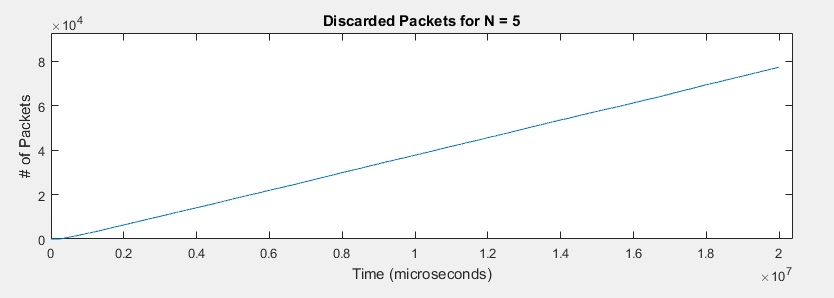 Discarded Packets for N = 5
×10⁴
8
6
4
2
0
# of Packets
0 0.2 0.4 0.6 0.8 1 1.2 1.4 1.6 1.8 2
Time (microseconds)
×10⁷